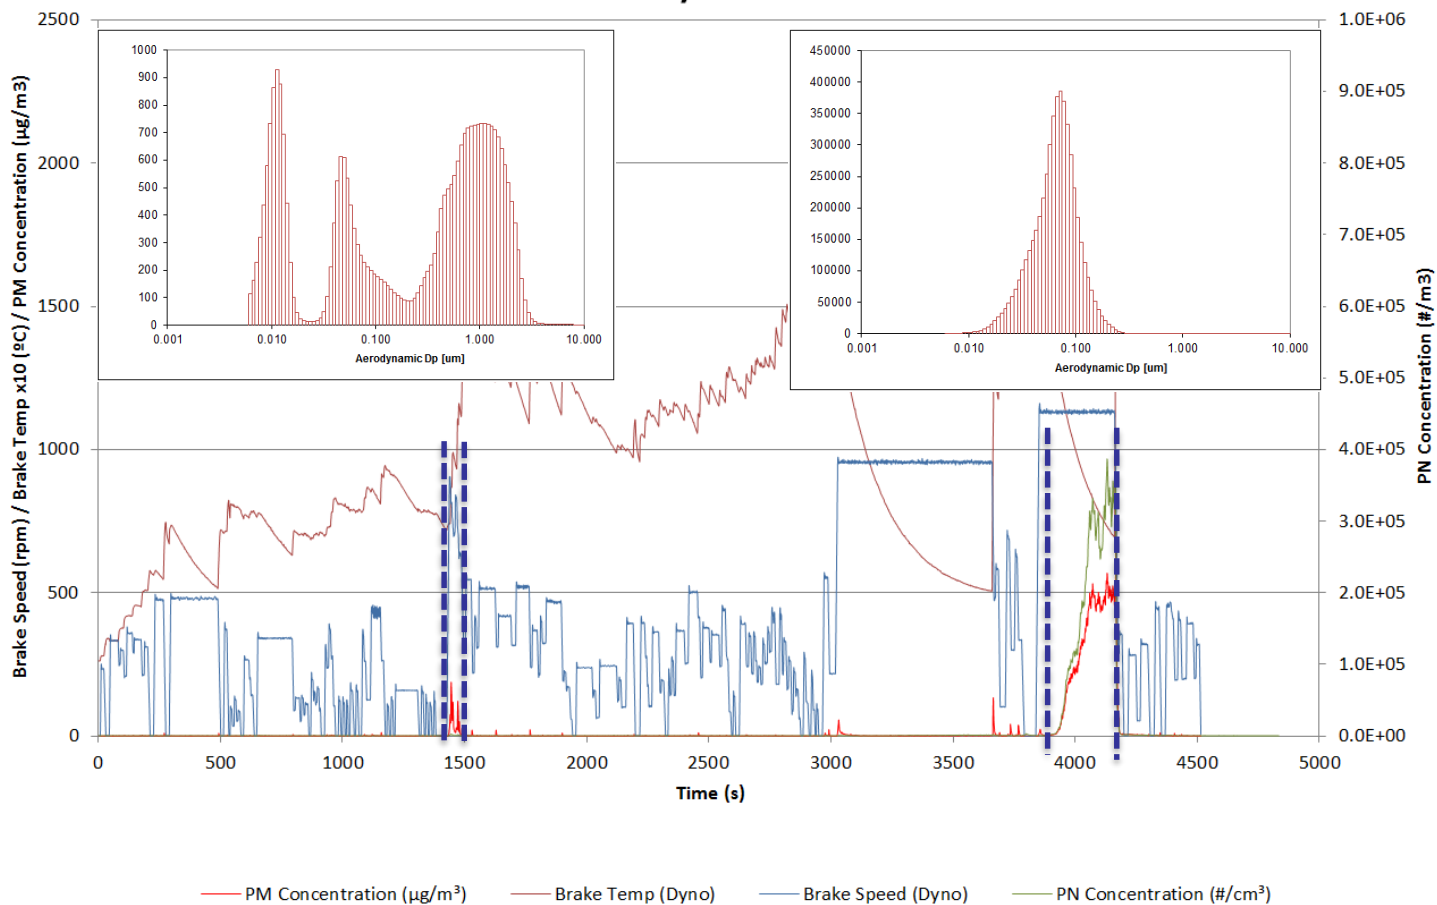 2500
2000
1500
1000
500
0
Brake Speed (rpm) / Brake Temp x10 (ºC) / PM Concentration (µg/m3)
1000
900
800
700
600
500
400
300
200
100
0
0.001 0.010 0.100 1.000 10.000
Aerodynamic Dp [um]
450000
400000
350000
300000
250000
200000
150000
100000
50000
0
0.001 0.010 0.100 1.000 10.000
Aerodynamic Dp [um]
1.0E+06
9.0E+05
8.0E+05
7.0E+05
6.0E+05
5.0E+05
4.0E+05
3.0E+05
2.0E+05
1.0E+05
0.0E+00
PN Concentration (#/m3)
0 500 1000 1500 2000 2500 3000 3500 4000 4500 5000
Time (s)
PM Concentration (µg/m³) Brake Temp (Dyno) Brake Speed (Dyno) PN Concentration (#/cm³)